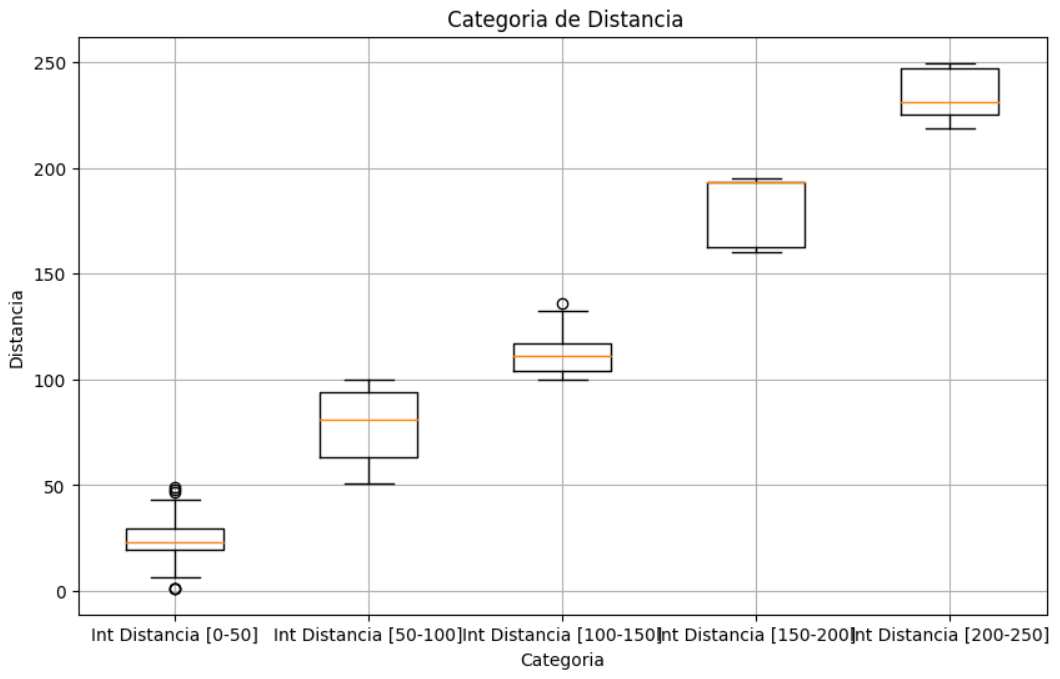 Categoria de Distancia
250
200
150
100
50
0
Distancia
Int Distancia [0-50] Int Distancia [50-100] Int Distancia [100-150] Int Distancia [150-200] Int Distancia [200-250]
Categoria